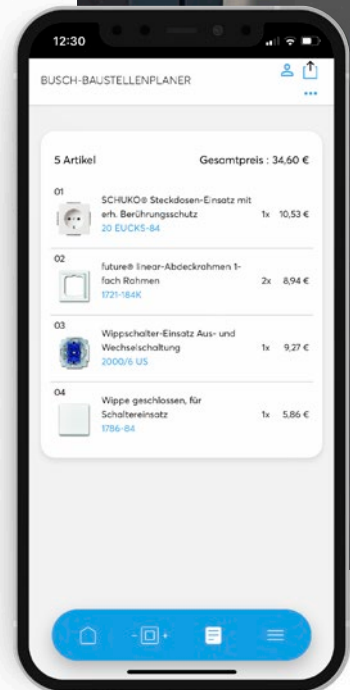 12:30
BUSCH-BAUSTELLENPLANER
5 Artikel Gesamtpreis : 34,60 €
01
SCHUKO® Steckdosen-Einsatz mit
erh. Berührungsschutz 1x 10,53 €
20 EUCKS-84
02
future® linear-Abdeckrahmen 1-
fach Rahmen 2x 8,94 €
1721-184K
03
Wippschalter-Einsatz Aus- und
Wechselschaltung 1x 9,27 €
2000/6 US
04
Wippe geschlossen, für
Schaltereinsatz 1x 5,86 €
1786-84